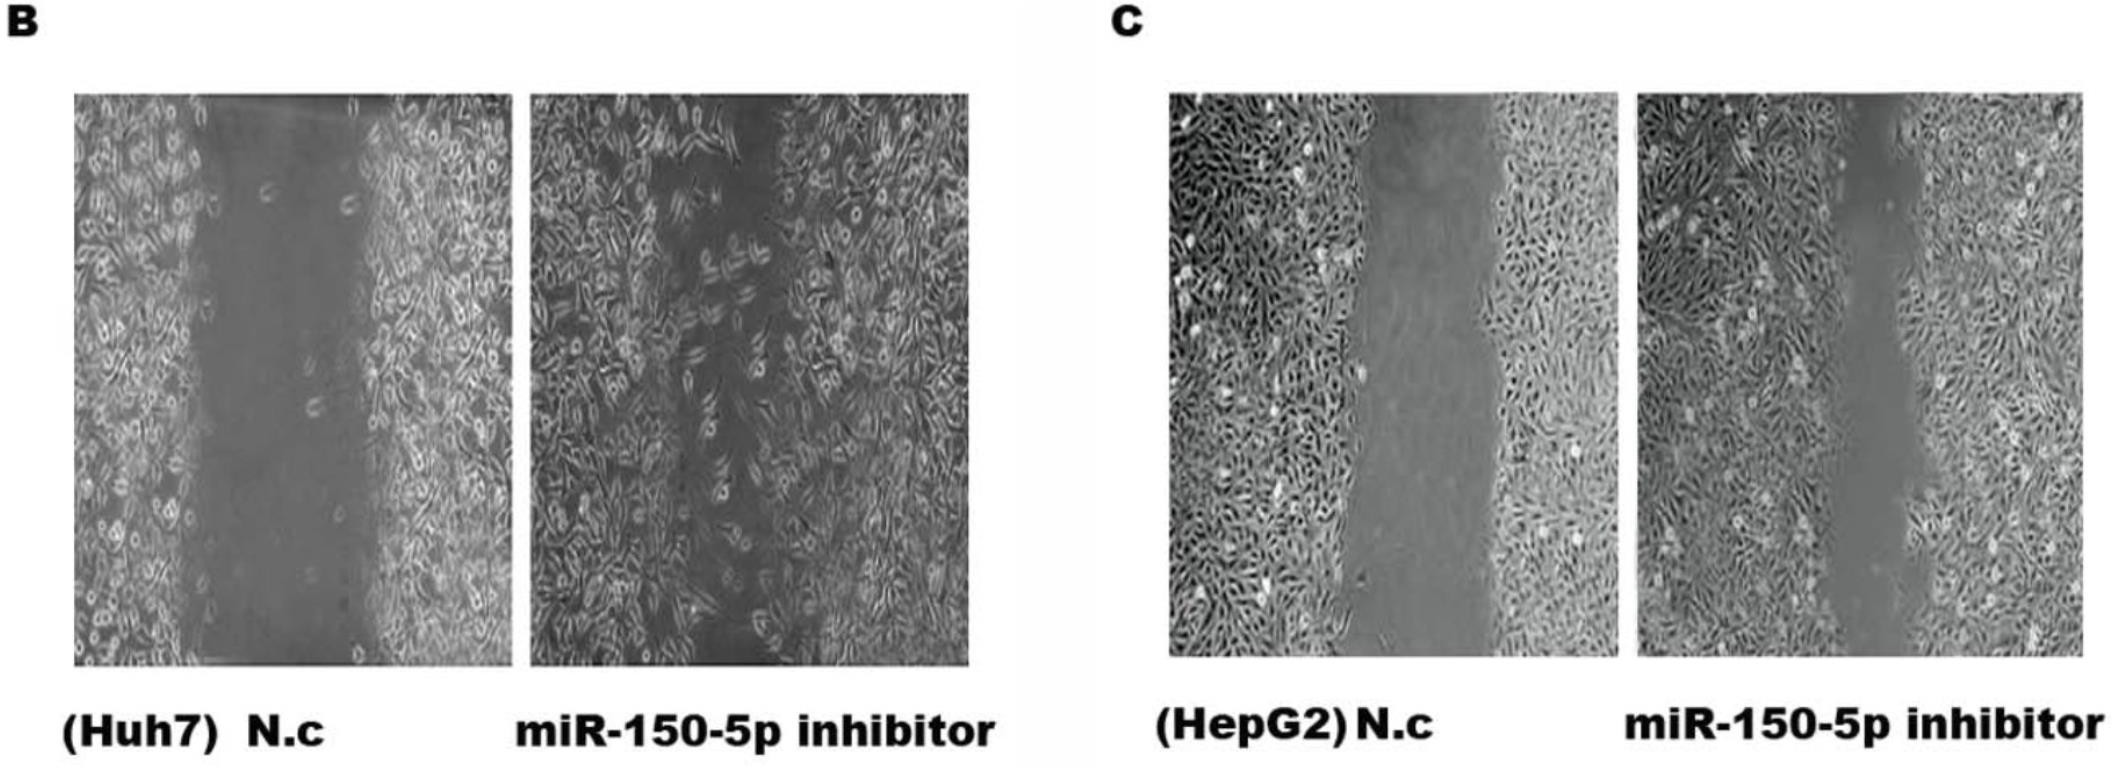 B
C
(Huh7) N.c
miR-150-5p inhibitor
(HepG2) N.c
miR-150-5p inhibitor